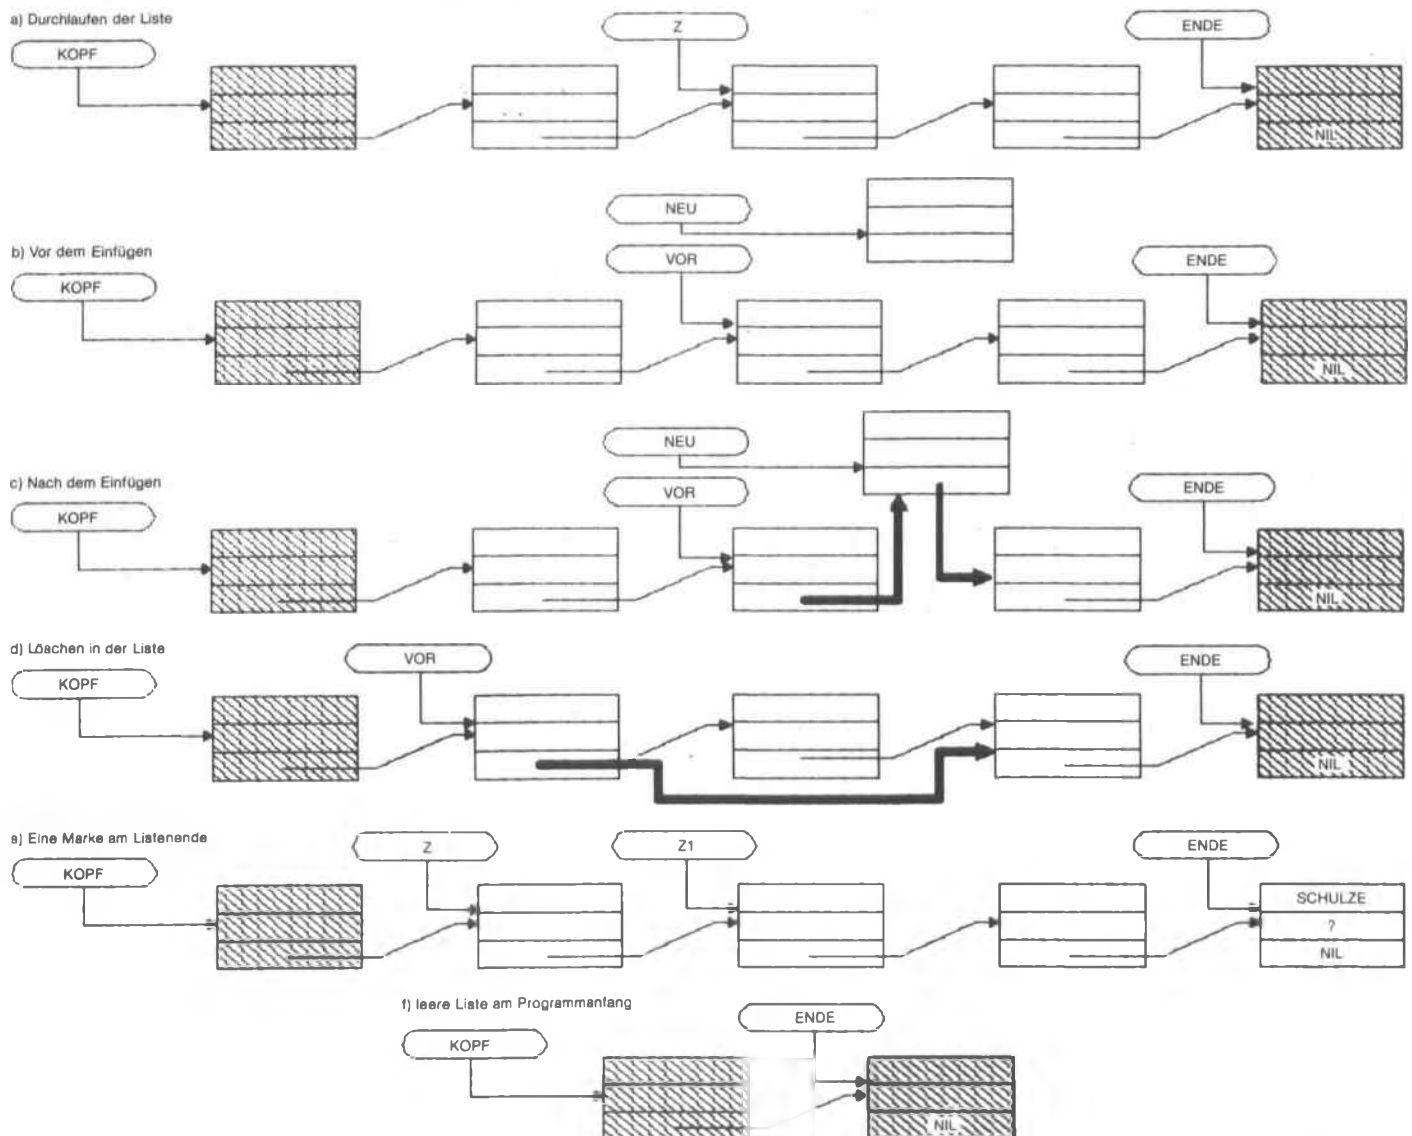 a) Durchlaufen der Liste
KOPF
Z
ENDE
NIL
b) Vor dem Einfügen
KOPF
NEU
VOR
ENDE
NIL
c) Nach dem Einfügen
KOPF
NEU
VOR
ENDE
NIL
d) Löschen in der Liste
KOPF
VOR
ENDE
NIL
e) Eine Marke am Listenende
KOPF
Z
Z1
ENDE
SCHULZE
?
NIL
f) leere Liste am Programmanfang
KOPF
ENDE
NIL